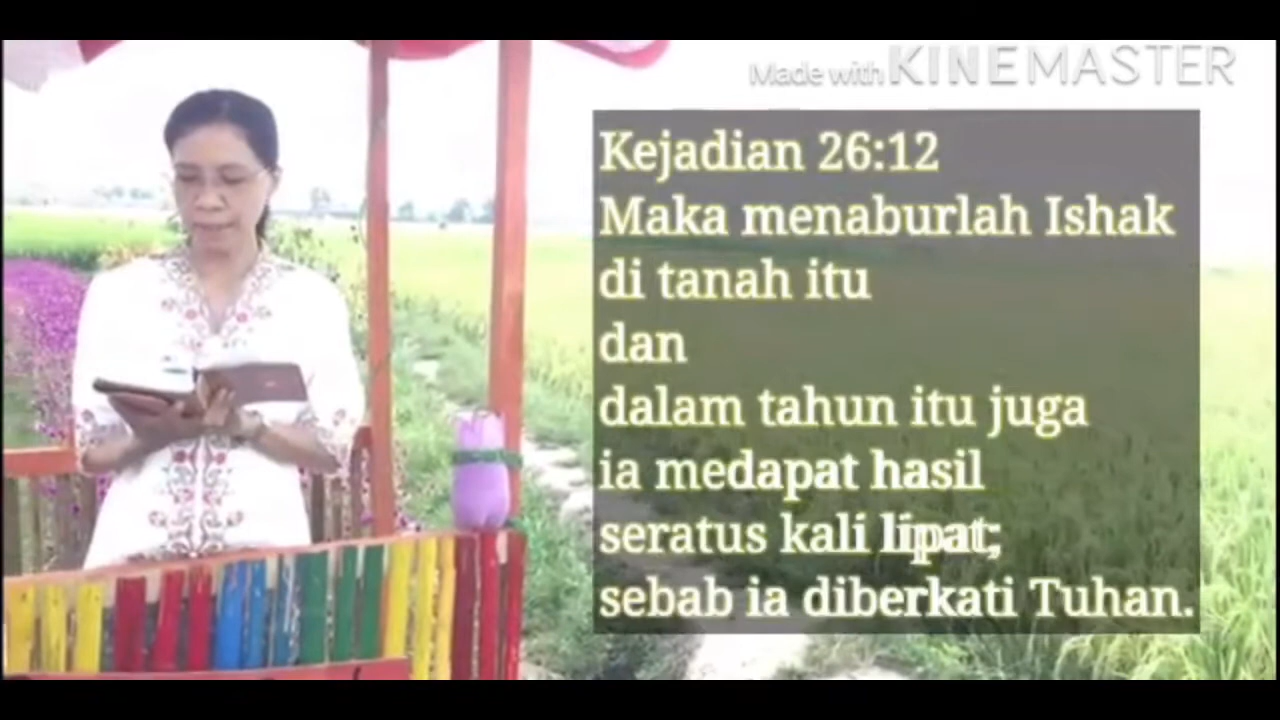 Made with KINEMASTER
Kejadian 26:12
Maka menaburlah Ishak
di tanah itu
dan
dalam tahun itu juga
ia medapat hasil
seratus kali lipat;
sebab ia diberkati Tuhan.